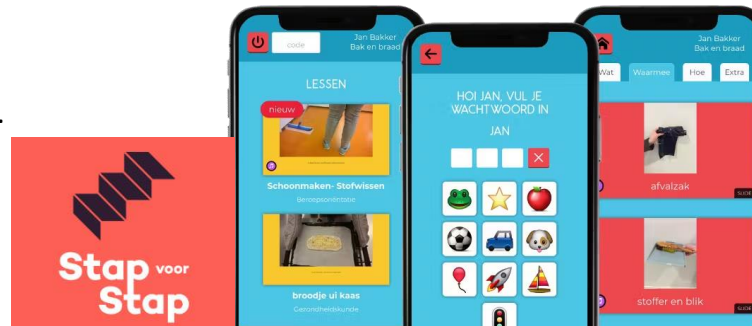 Stap voor
Stap
code
Jan Bakker
Bak en braad
LESSEN
nieuw
Schoonmaken- Stofwissen
Beroepsoriëntatie
broodje ui kaas
Gezondheidskunde
HOI JAN, VUL JE
WACHTWOORD IN
JAN
Jan Bakker
Bak en braad
Wat
Waarmee
Hoe
Extra
afvalzak
SLIDE
stoffer en blik
SLIDE